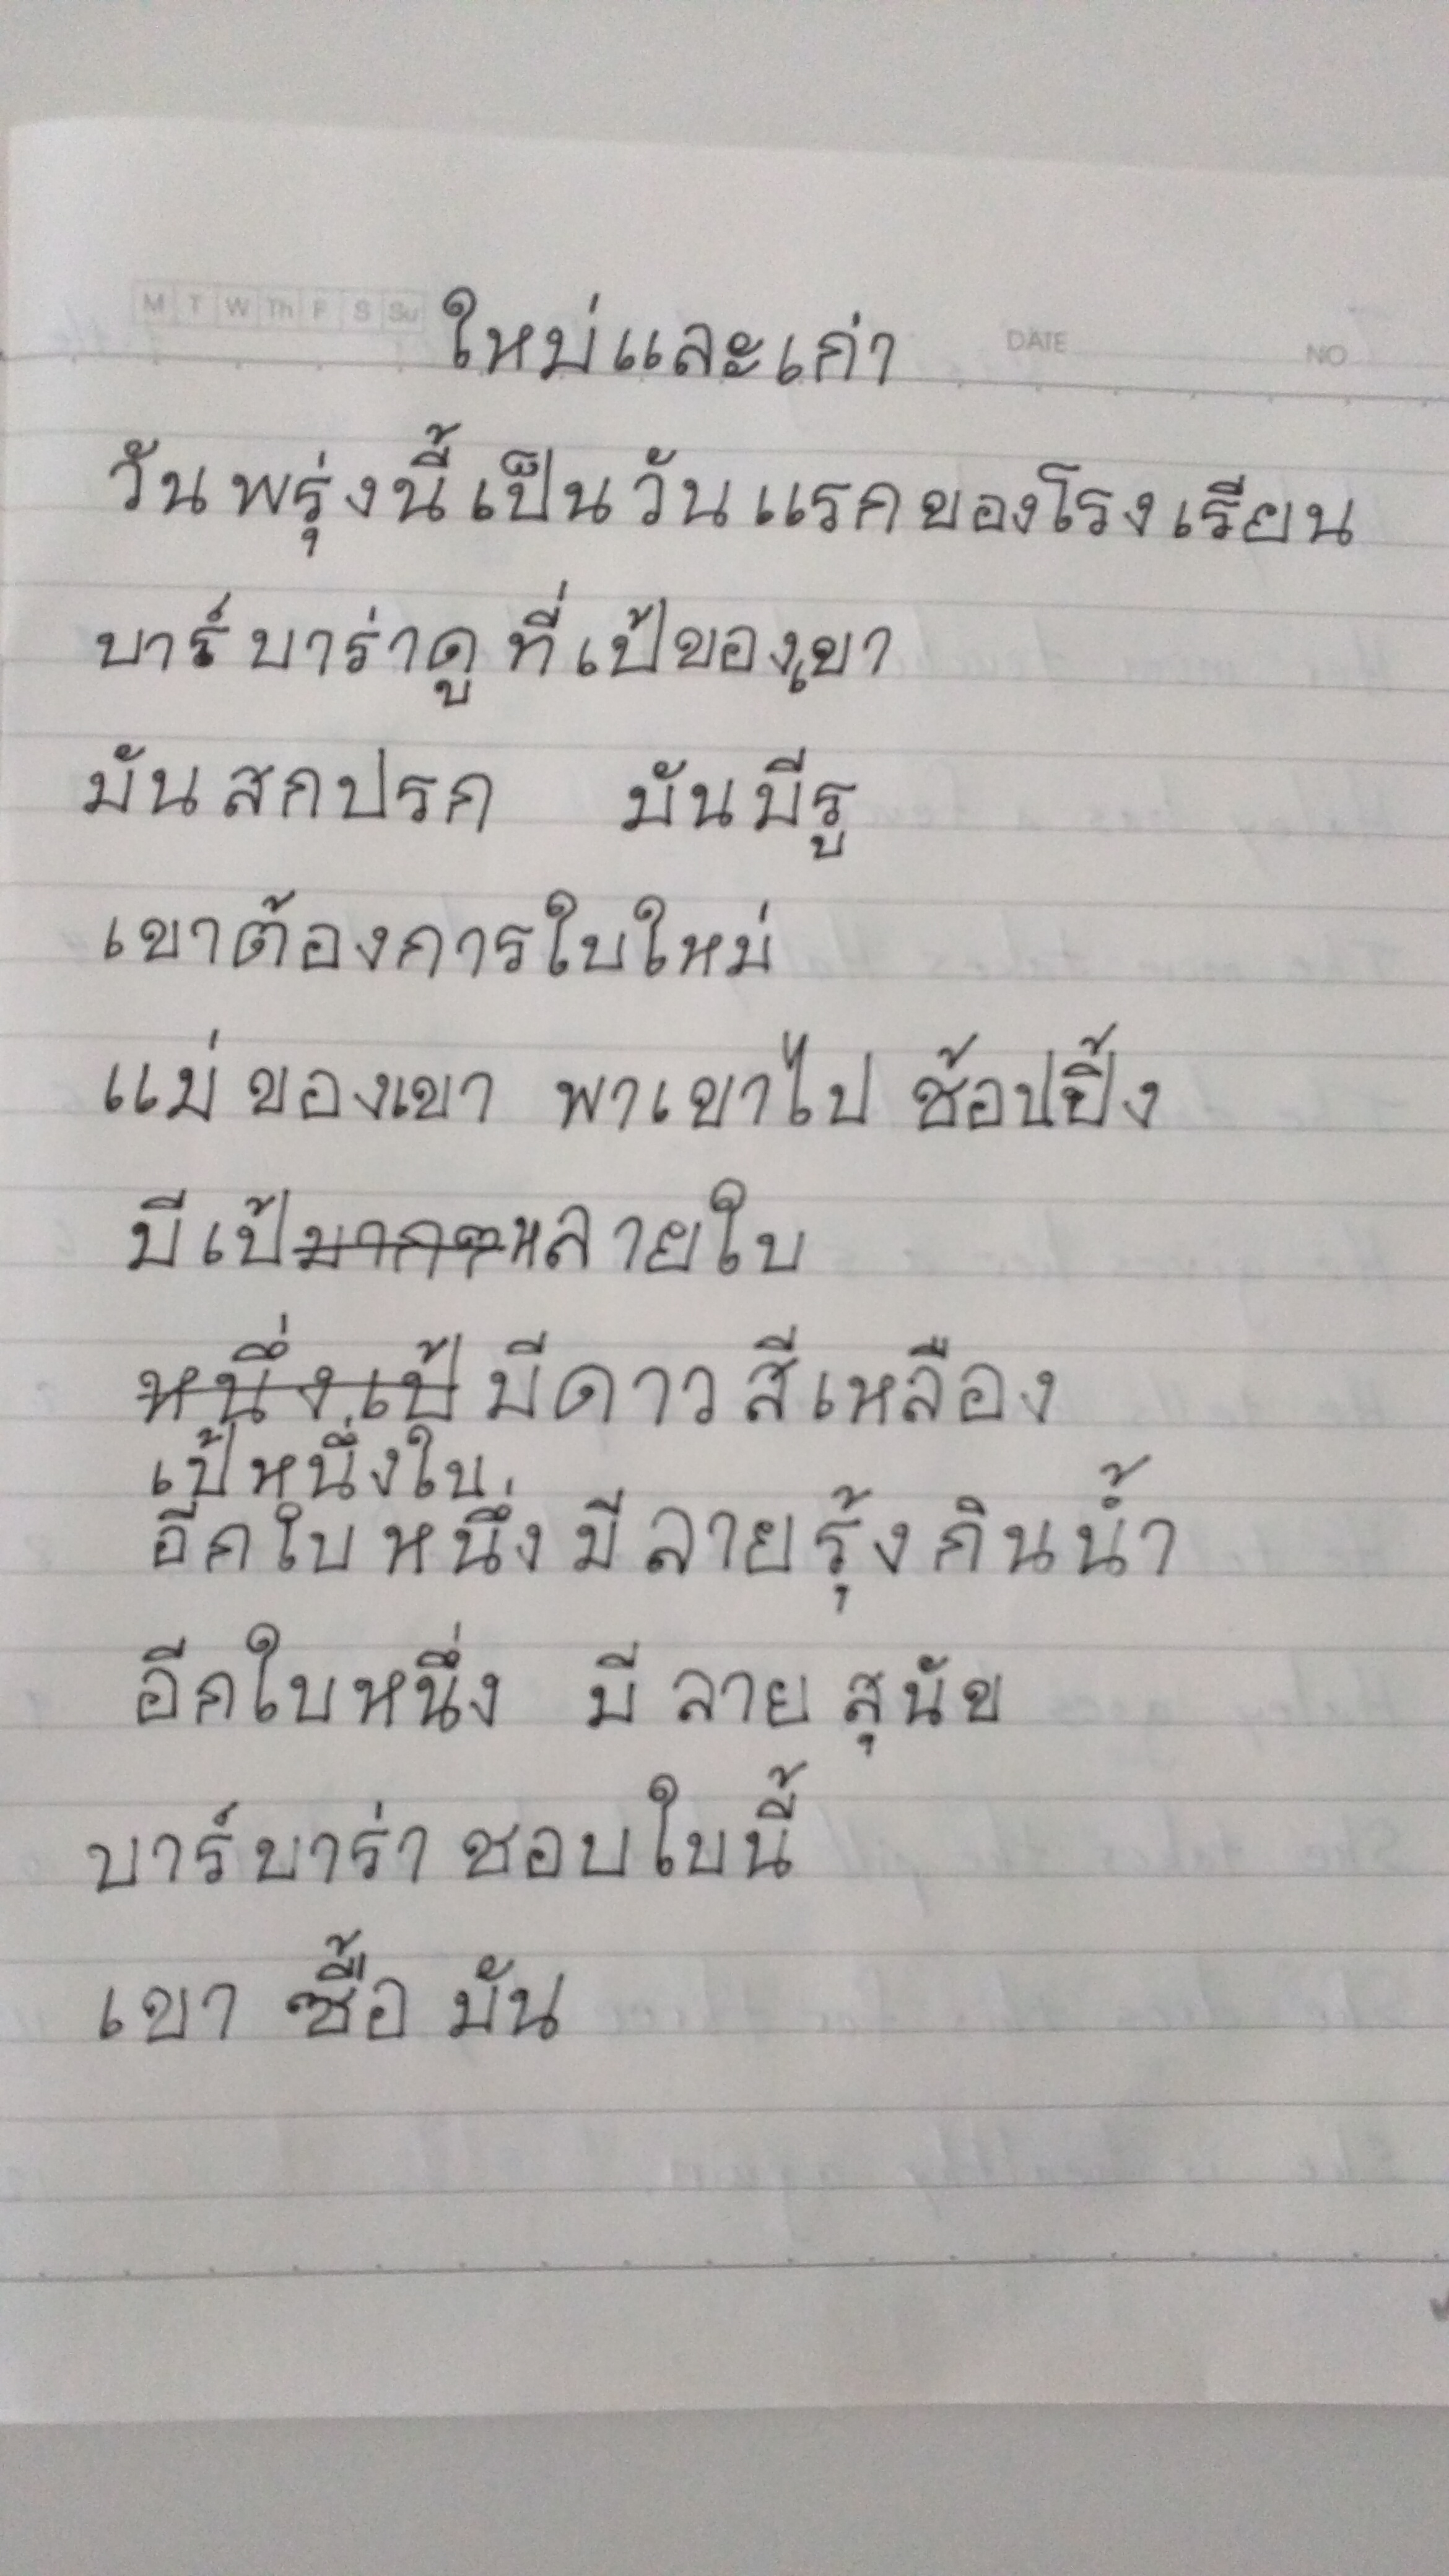 M T W Th F S Su
ใหม่และเก่า
DATE
NO
วันพรุ่งนี้เป็นวันแรกของโรงเรียน
บาร์บาร่าดูที่เป้ของเขา
มันสกปรก มันมีรู
เขาต้องการใบใหม่
แม่ของเขา พาเขาไป ช้อปปิ้ง
มีเป้มากๆหลายใบ
หนึ่งเป้ มีดาวสีเหลือง
เป้หนึ่งใบ
อีกใบหนึ่งมีลายรุ้งกินน้ำ
อีกใบหนึ่ง มี ลาย สุนัข
บาร์บาร่า ชอบใบนี้
เขา ซื้อ มัน